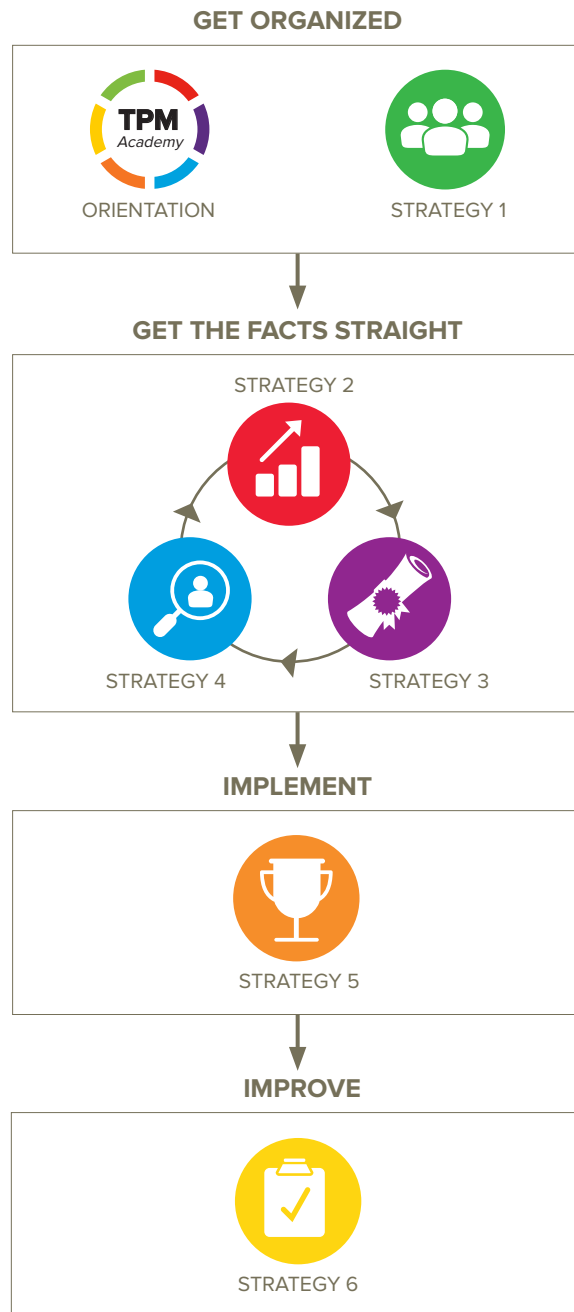 GET ORGANIZED
TPM
Academy
ORIENTATION
STRATEGY 1
GET THE FACTS STRAIGHT
STRATEGY 2
STRATEGY 4
STRATEGY 3
IMPLEMENT
STRATEGY 5
IMPROVE
STRATEGY 6